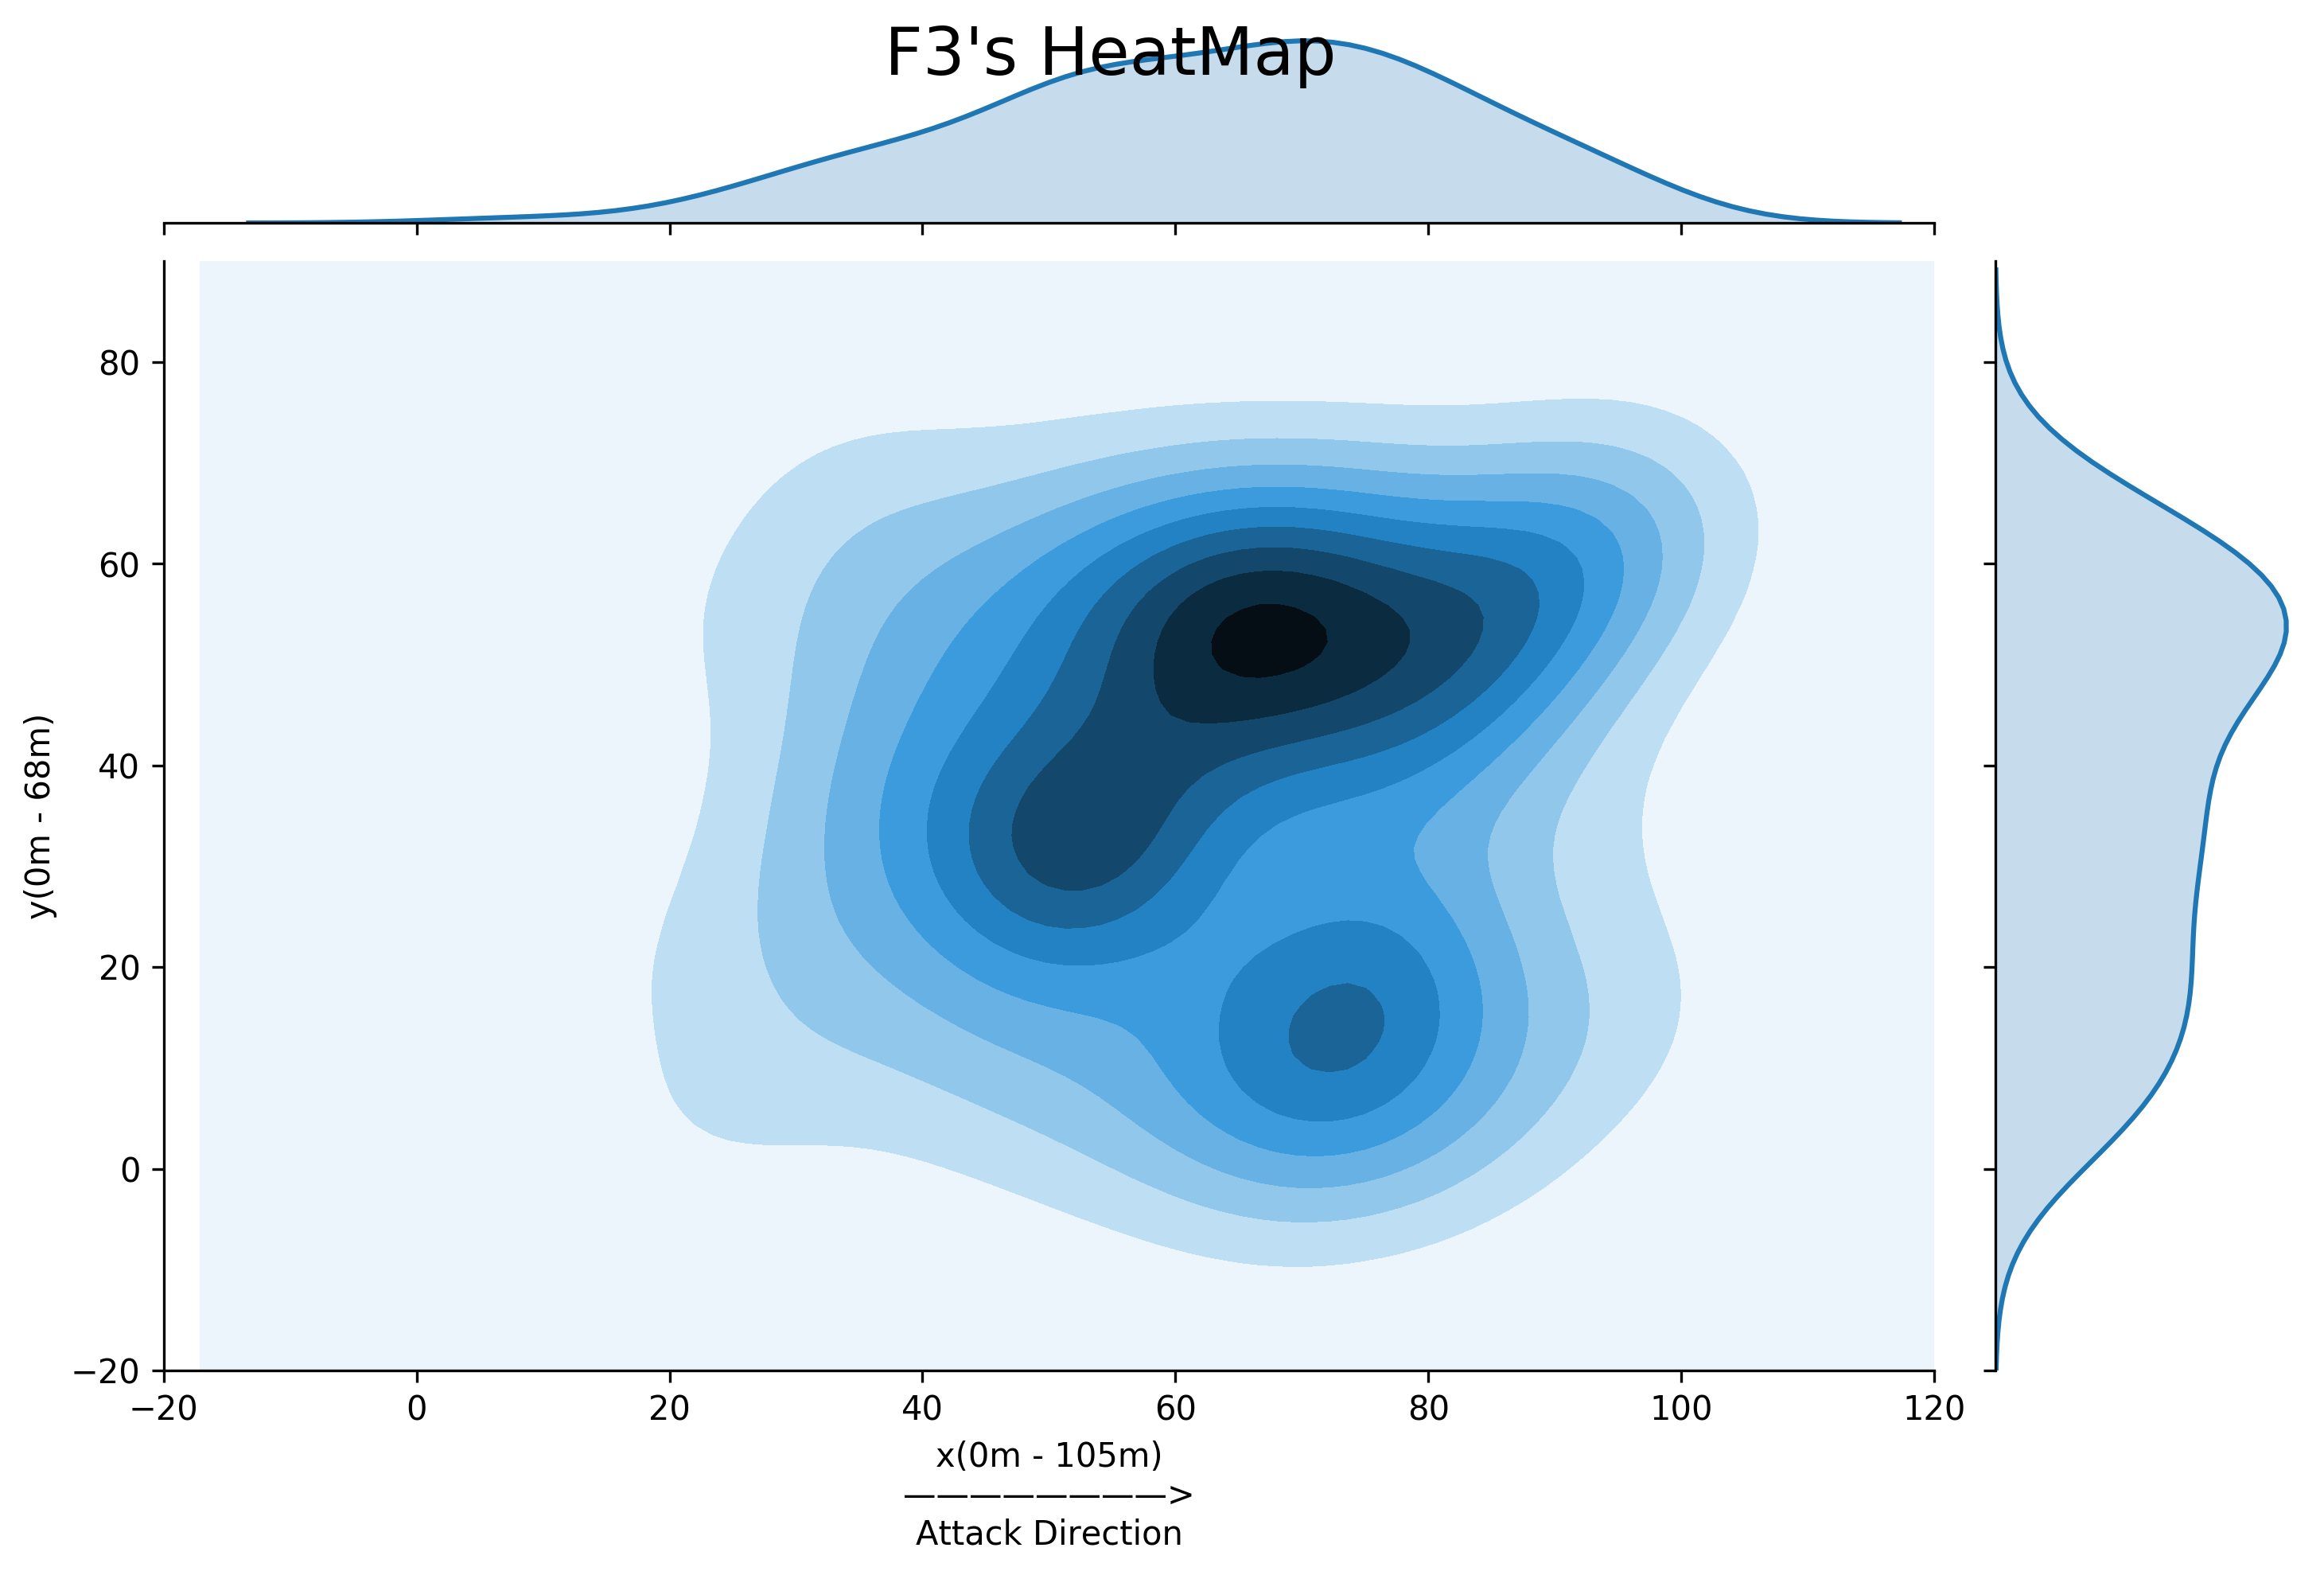 F3's HeatMap
80
60
40
20
0
−20
y(0m - 68m)
−20 0 20 40 60 80 100 120
x(0m - 105m)
————————>
Attack Direction